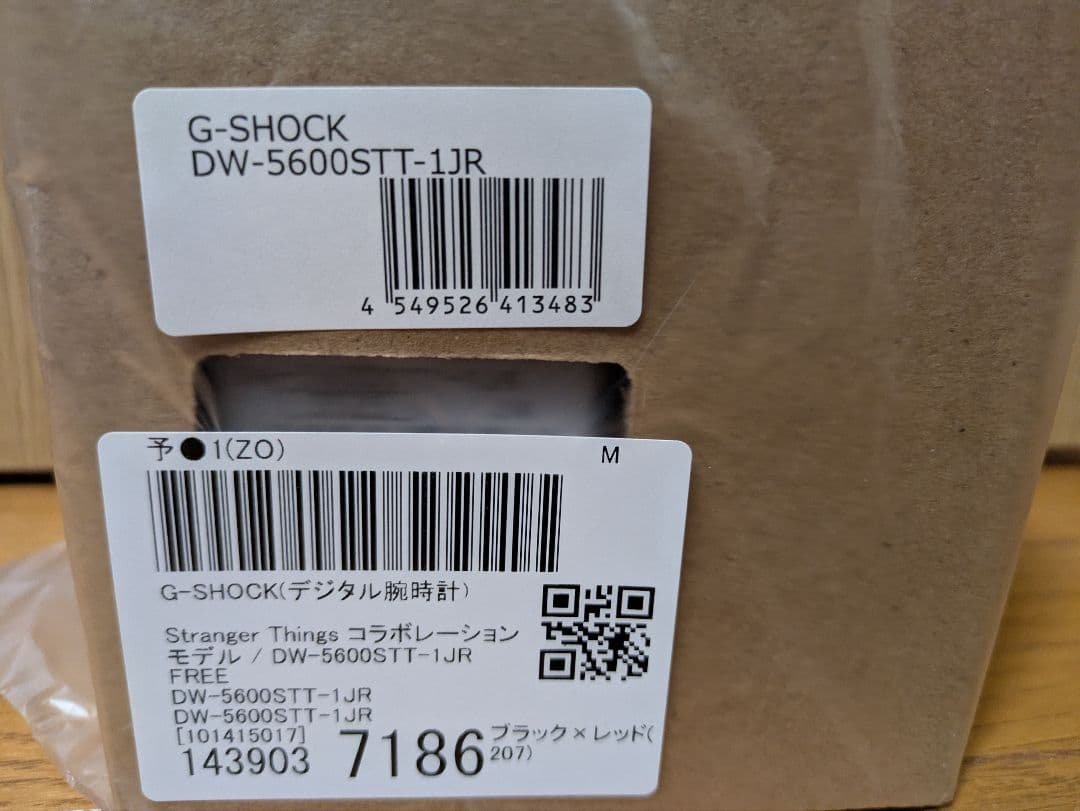 G-SHOCK
DW-5600STT-1JR
4 549526 413483
予●1(ZO)
M
G-SHOCK(デジタル腕時計)
Stranger Things コラボレーション
モデル / DW-5600STT-1JR
FREE
DW-5600STT-1JR
DW-5600STT-1JR
[101415017]
143903
7186
ブラック×レッド(
207)